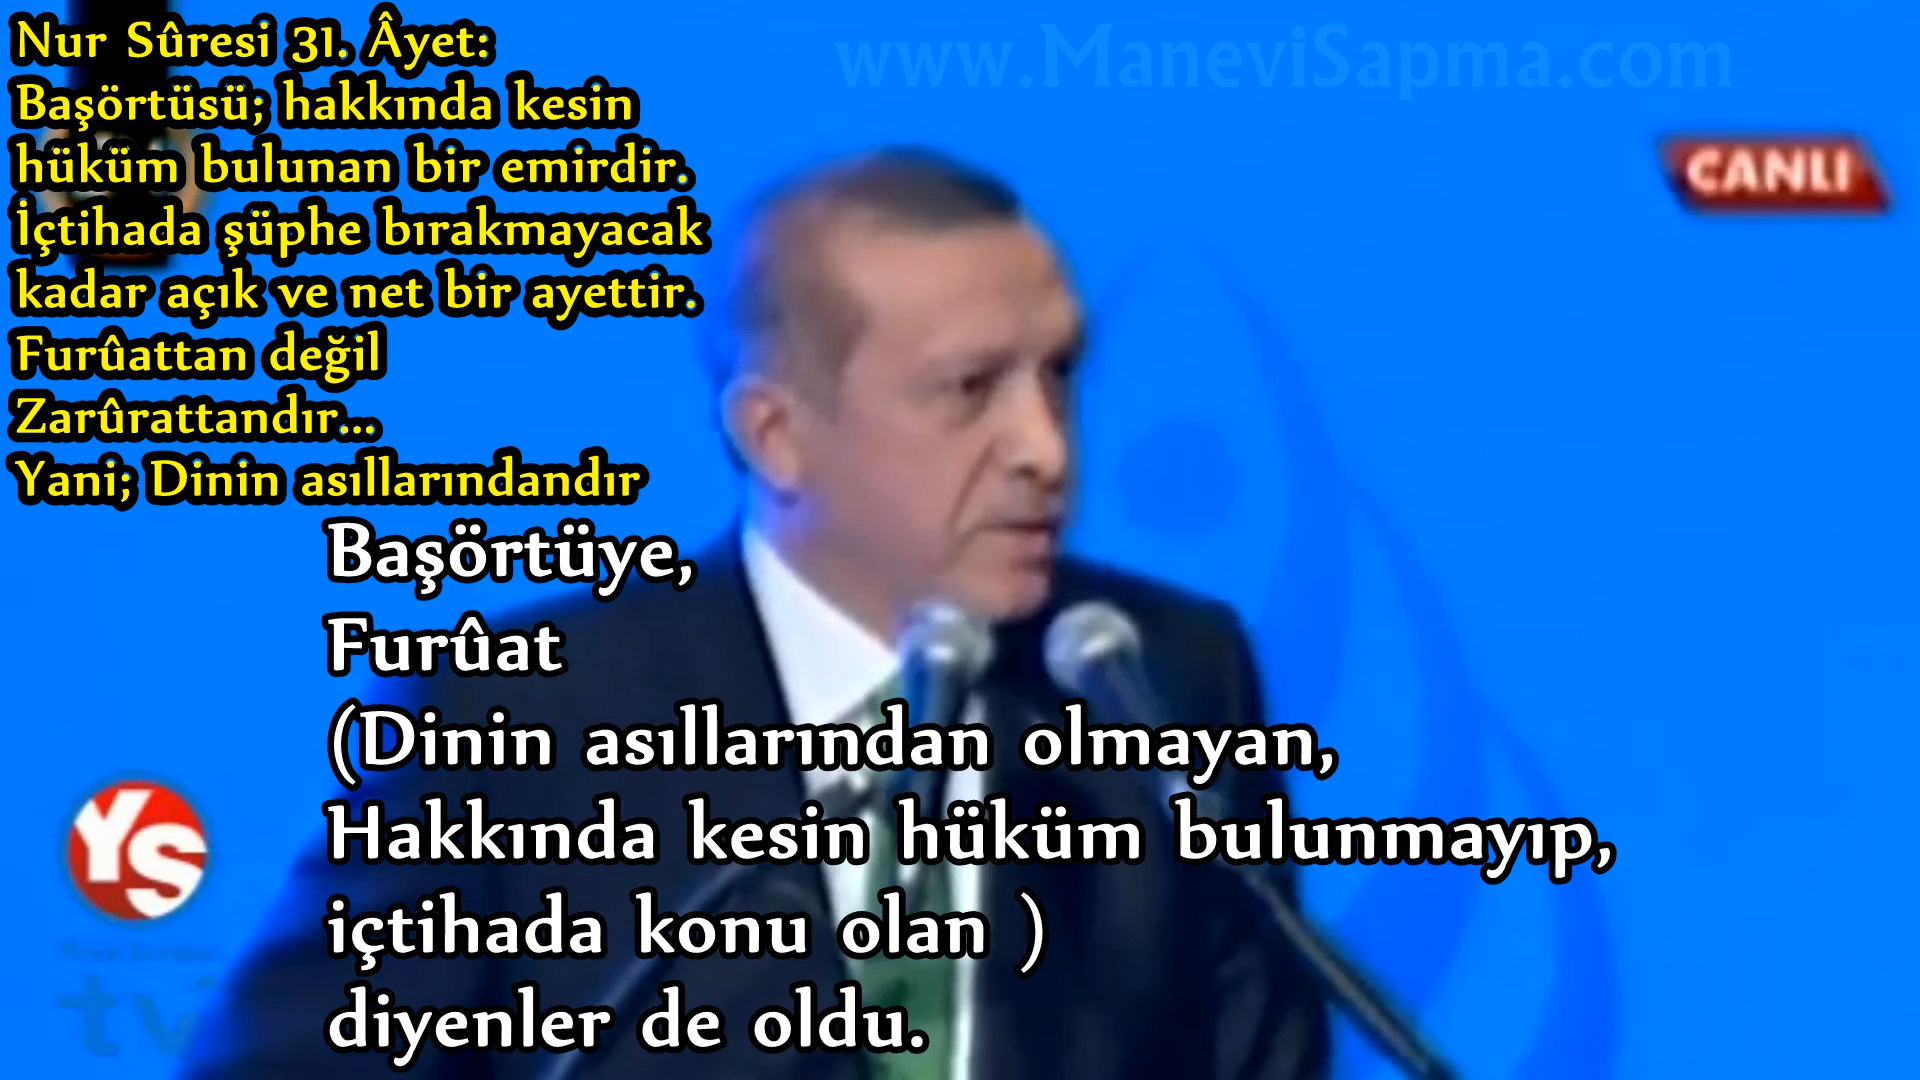 www.ManeviSapma.com
Nur Sûresi 31. Âyet:
Başörtüsü; hakkında kesin
hüküm bulunan bir emirdir.
İçtihada şüphe bırakmayacak
kadar açık ve net bir ayettir.
Furûattan değil
Zarûrattandır...
Yani; Dinin asıllarındandır
CANLI
Başörtüye,
Furûat
(Dinin asıllarından olmayan,
Hakkında kesin hüküm bulunmayıp,
içtihada konu olan )
diyenler de oldu.
YS
tv